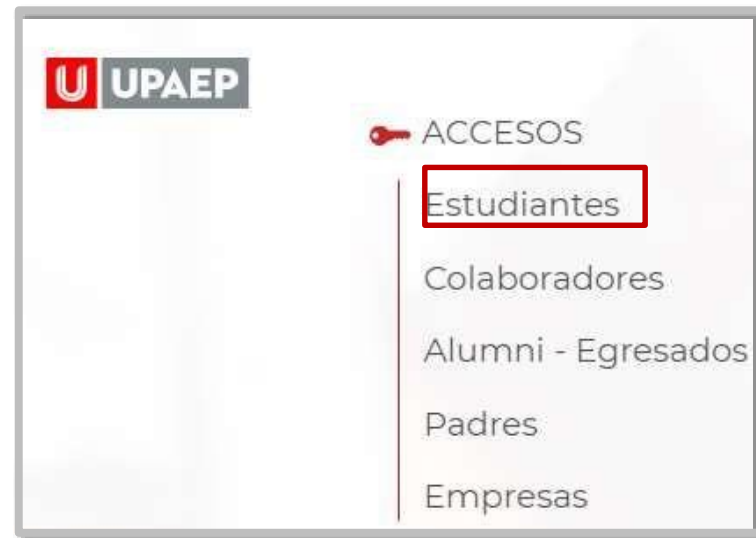 U UPAEP
ACCESOS
Estudiantes
Colaboradores
Alumni - Egresados
Padres
Empresas